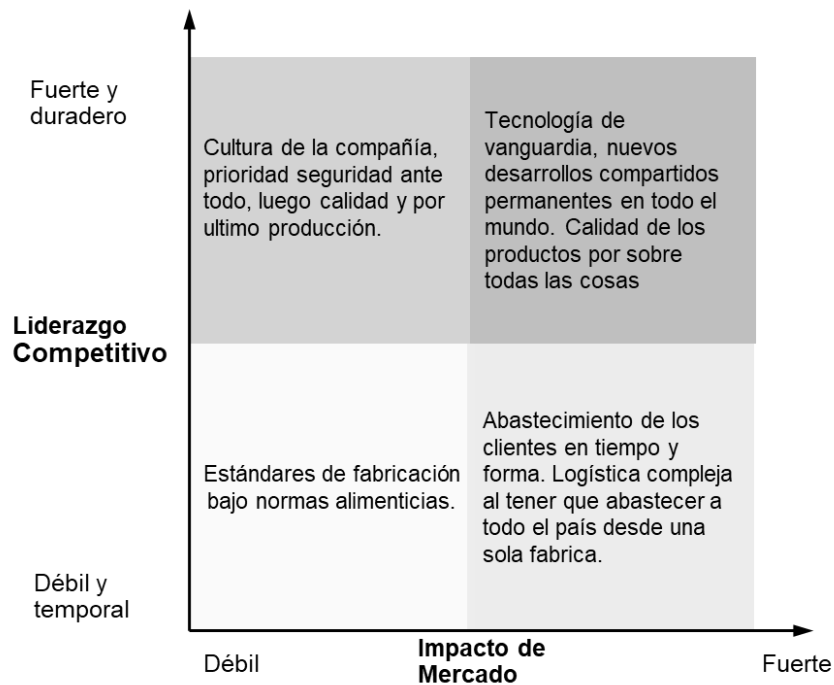 Fuerte y
duradero
Cultura de la compañía,
prioridad seguridad ante
todo, luego calidad y por
ultimo producción.
Tecnología de
vanguardia, nuevos
desarrollos compartidos
permanentes en todo el
mundo. Calidad de los
productos por sobre
todas las cosas
Liderazgo
Competitivo
Estándares de fabricación
bajo normas alimenticias.
Abastecimiento de los
clientes en tiempo y
forma. Logística compleja
al tener que abastecer a
todo el país desde una
sola fabrica.
Débil y
temporal
Débil
Impacto de
Mercado
Fuerte